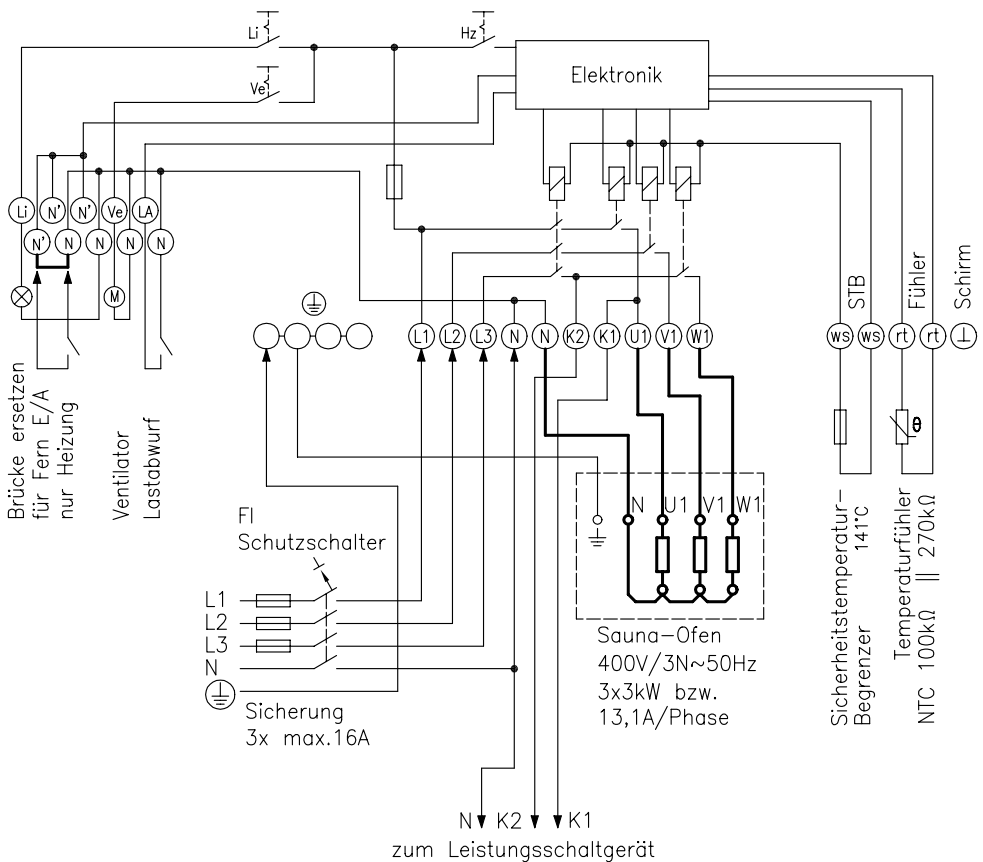 Li
Hz
Ve
Elektronik
Li
N'
N'
Ve
LA
N'
N
N
N
N
M
L1
L2
L3
N
N
K2
K1
U1
V1
W1
ws
ws
rt
rt
STB
Fühler
Schirm
θ
Brücke ersetzen
für Fern E/A
nur Heizung
Ventilator
Lastabwurf
FI
Schutzschalter
L1
L2
L3
N
Sicherung
3x max.16A
N
U1
V1
W1
Sauna-Ofen
400V/3N~50Hz
3x3kW bzw.
13,1A/Phase
Sicherheitstemperatur-
Begrenzer 141°C
Temperaturfühler
NTC 100kΩ || 270kΩ
N
K2
K1
zum Leistungsschaltgerät